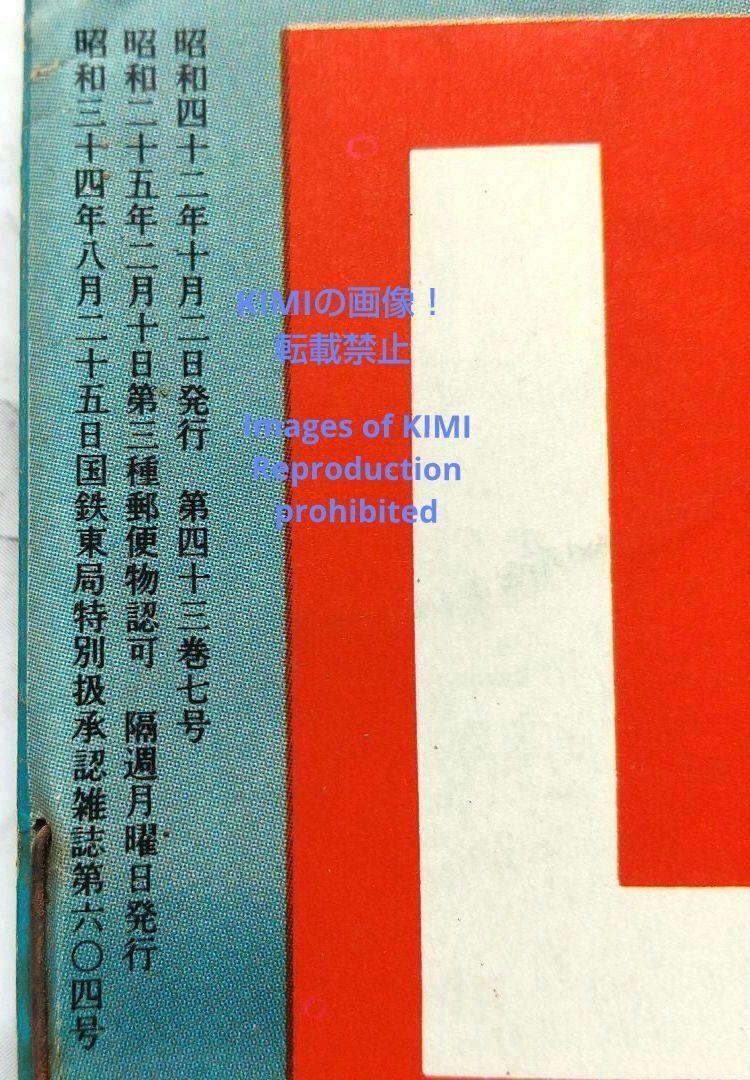 昭和四十二年十月二日発行　第四十三巻七号
昭和二十五年二月十日第三種郵便物認可　隔週月曜日発行
昭和三十四年八月二十五日国鉄東局特別扱承認雑誌第六〇四号
L
KIMIの画像！
転載禁止
Images of KIMI
Reproduction
prohibited